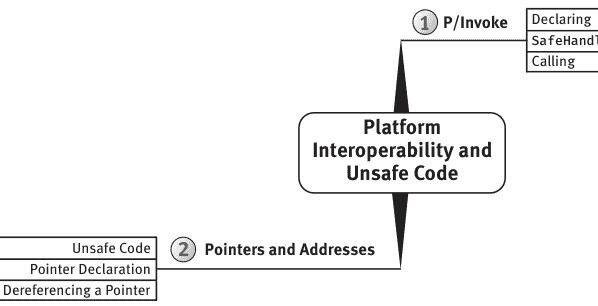 1 P/Invoke
Declaring
SafeHandl
Calling
Platform
Interoperability and
Unsafe Code
2 Pointers and Addresses
Unsafe Code
Pointer Declaration
Dereferencing a Pointer